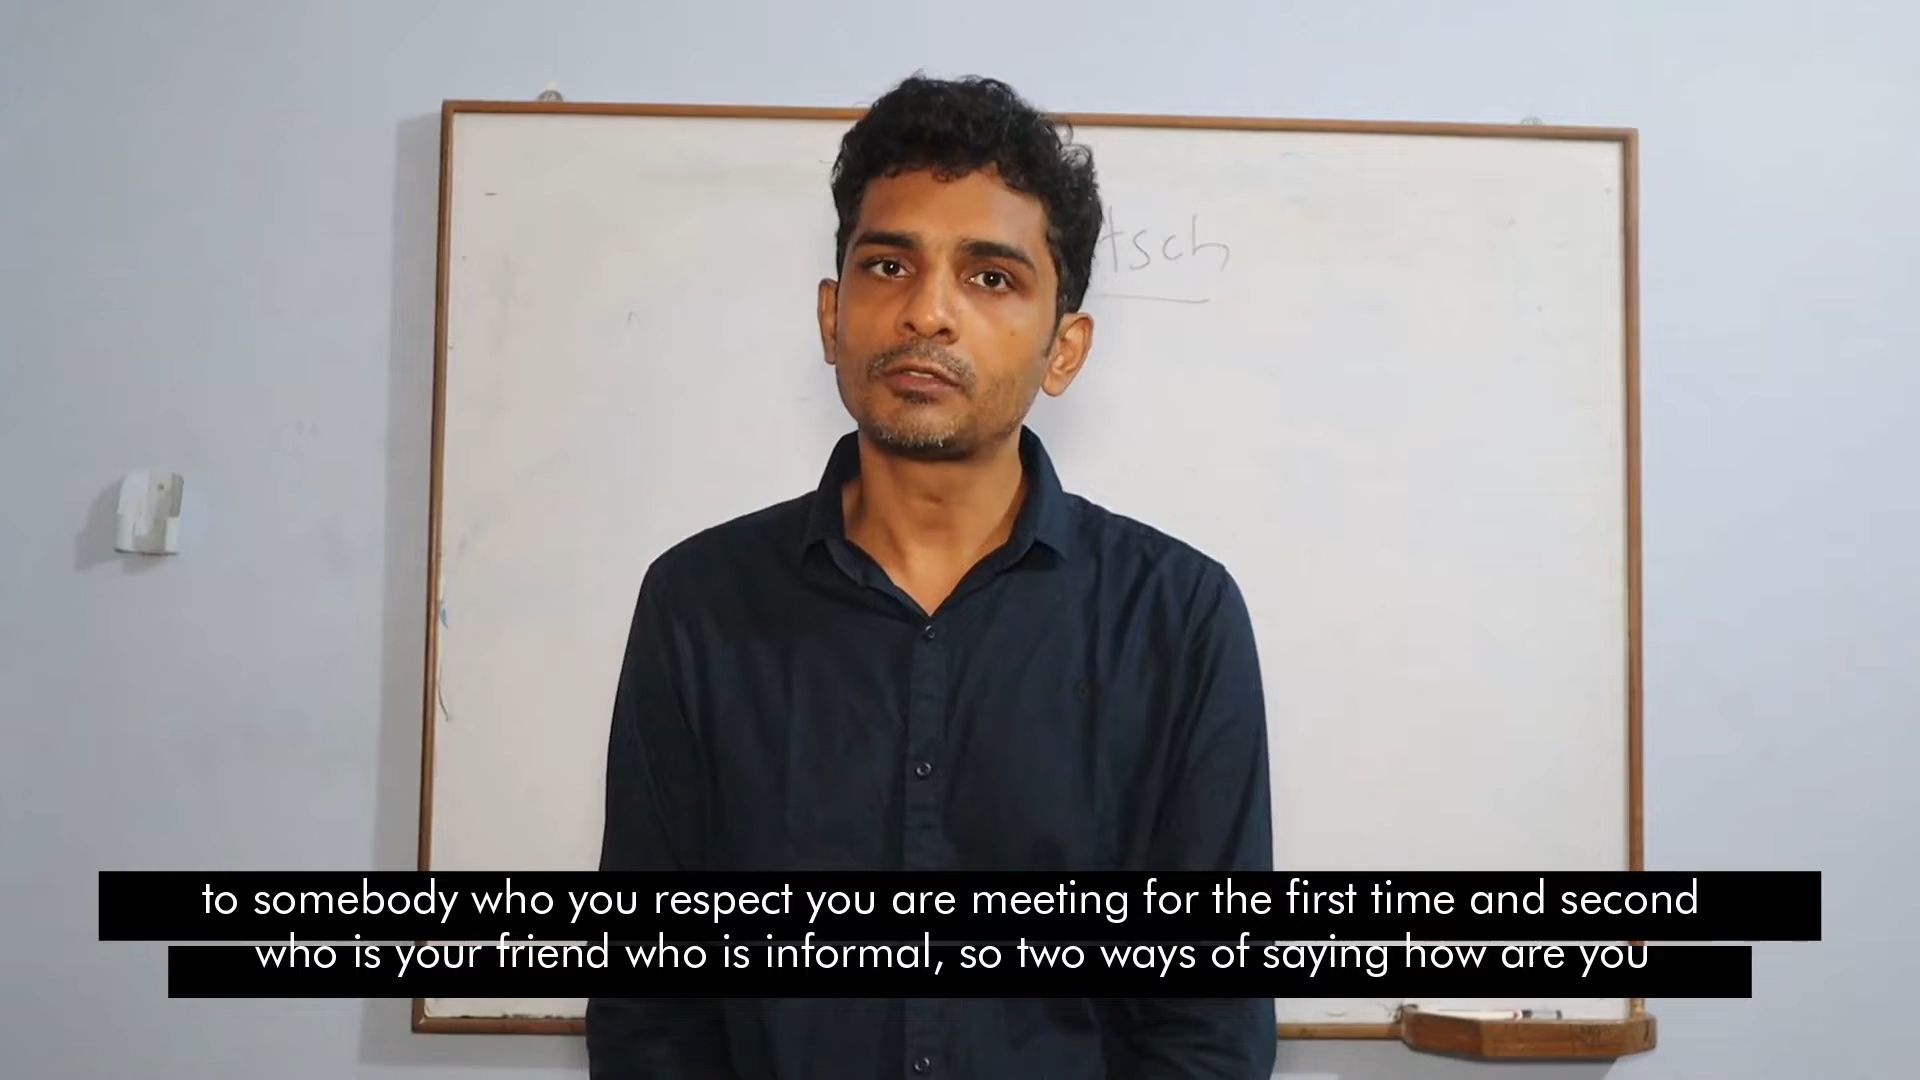 tsch
to somebody who you respect you are meeting for the first time and second
who is your friend who is informal, so two ways of saying how are you